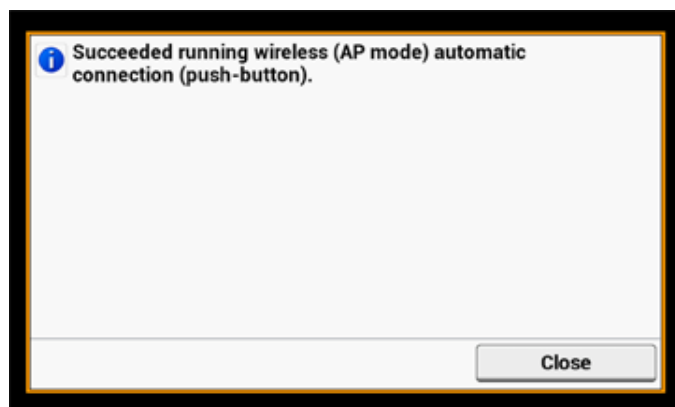 Succeeded running wireless (AP mode) automatic
connection (push-button).
Close